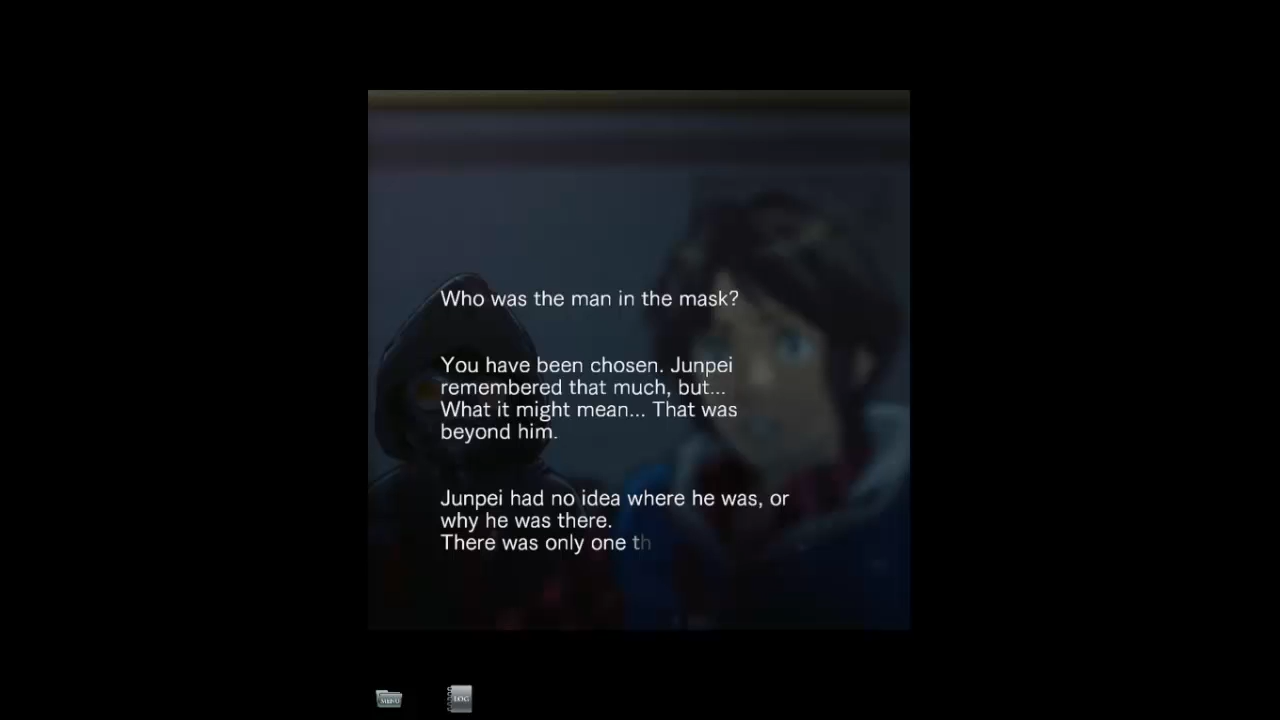 Who was the man in the mask?
You have been chosen. Junpei
remembered that much, but...
What it might mean... That was
beyond him.
Junpei had no idea where he was, or
why he was there.
There was only one th
MENU
LOG